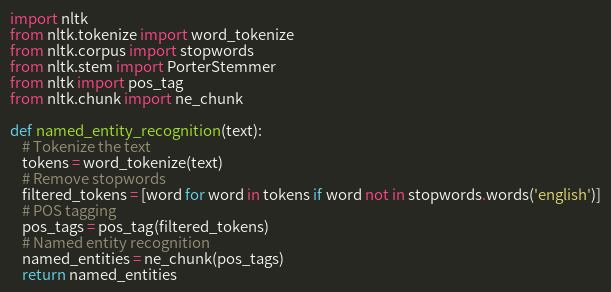 import nltk
from nltk.tokenize import word_tokenize
from nltk.corpus import stopwords
from nltk.stem import PorterStemmer
from nltk import pos_tag
from nltk.chunk import ne_chunk

def named_entity_recognition(text):
    # Tokenize the text
    tokens = word_tokenize(text)
    # Remove stopwords
    filtered_tokens = [word for word in tokens if word not in stopwords.words('english')]
    # POS tagging
    pos_tags = pos_tag(filtered_tokens)
    # Named entity recognition
    named_entities = ne_chunk(pos_tags)
    return named_entities